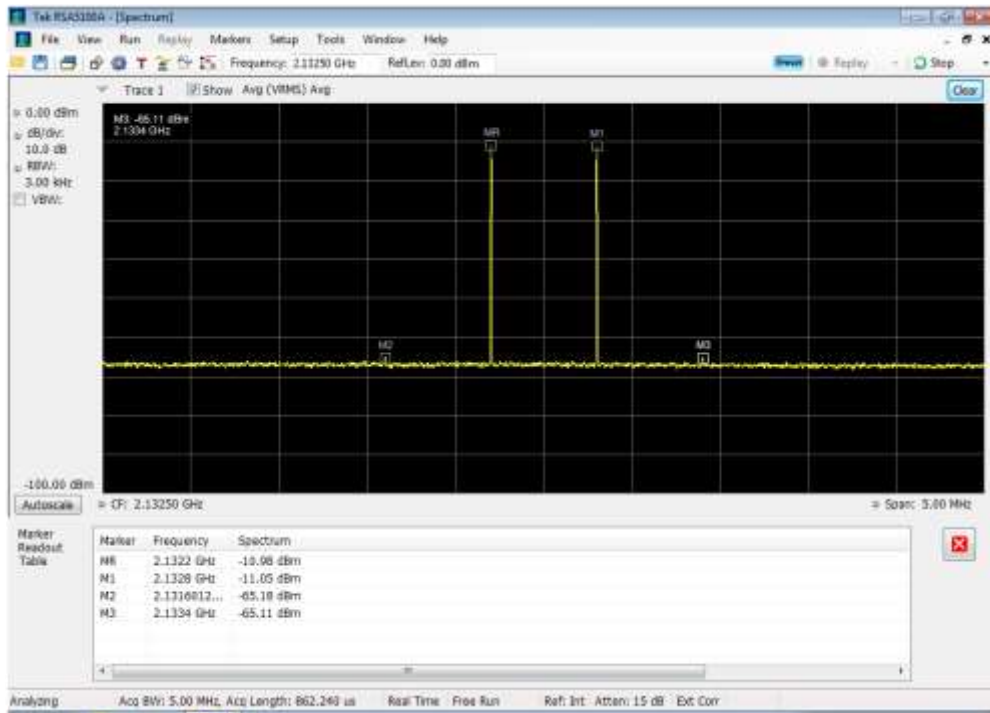 Tek RSA5100A - [Spectrum]
File View Run Replay Markers Setup Tools Window Help
Frequency: 2.13250 GHz RefLev: 0.00 dBm Preset Replay Stop
Trace 1 Show Avg (VRMS) Avg Clear
0.00 dBm
dB/div:
10.0 dB
RBW:
3.00 kHz
VBW:
M3: -65.11 dBm
2.1334 GHz
MR M1
M2 M3
-100.00 dBm
Autoscale CF: 2.13250 GHz Span: 5.00 MHz
Marker
Readout
Table
Marker Frequency Spectrum
MR 2.1322 GHz -10.98 dBm
M1 2.1328 GHz -11.05 dBm
M2 2.1316012... -65.18 dBm
M3 2.1334 GHz -65.11 dBm
Analyzing Acq BW: 5.00 MHz, Acq Length: 862.240 us Real Time Free Run Ref: Int Atten: 15 dB Ext Corr